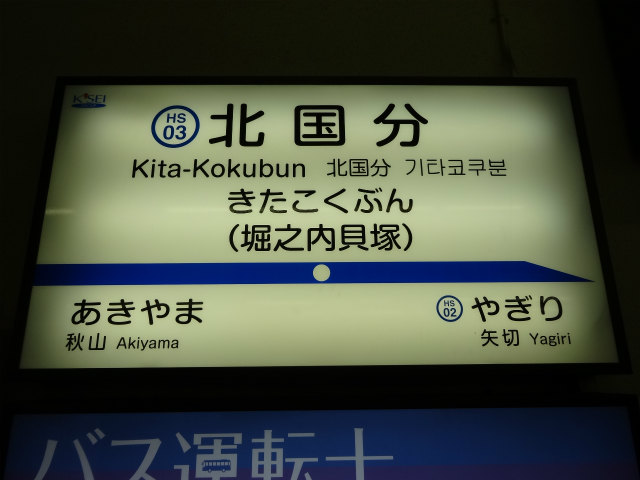 K'SEI
HS 03 北国分
Kita-Kokubun 北国分 기타코쿠분
きたこくぶん
(堀之内貝塚)
あきやま HS 02 やぎり
秋山 Akiyama 矢切 Yagiri
バス運転士